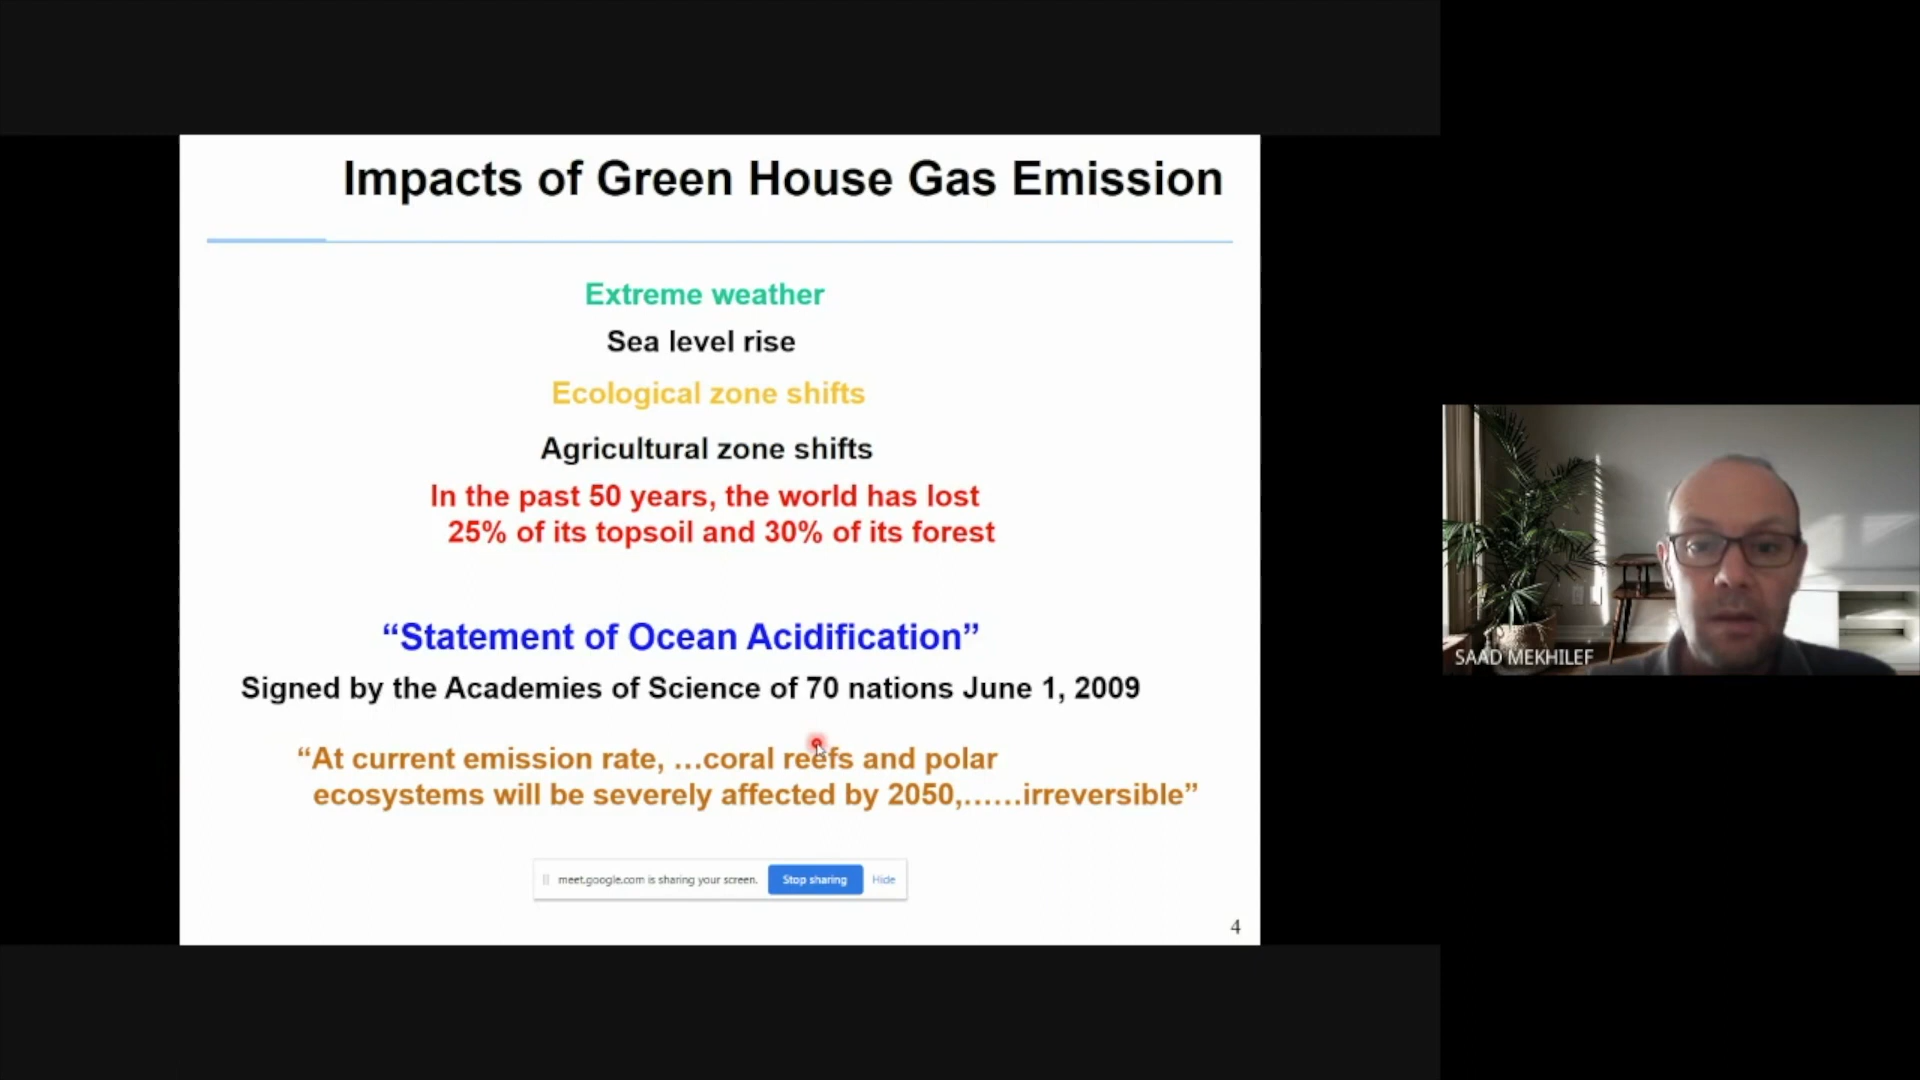 Impacts of Green House Gas Emission
Extreme weather
Sea level rise
Ecological zone shifts
Agricultural zone shifts
In the past 50 years, the world has lost
25% of its topsoil and 30% of its forest
“Statement of Ocean Acidification”
Signed by the Academies of Science of 70 nations June 1, 2009
“At current emission rate, …coral reefs and polar
ecosystems will be severely affected by 2050,……irreversible”
meet.google.com is sharing your screen. Stop sharing Hide
4
SAAD MEKHILEF